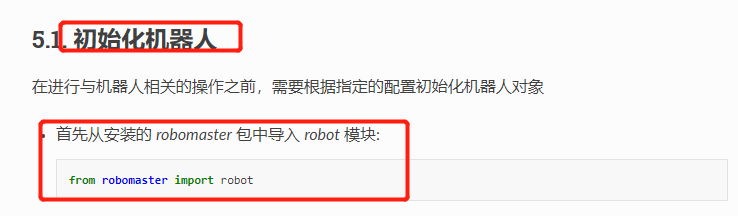 5.1. 初始化机器人
在进行与机器人相关的操作之前，需要根据指定的配置初始化机器人对象
• 首先从安装的 robomaster 包中导入 robot 模块:
from robomaster import robot